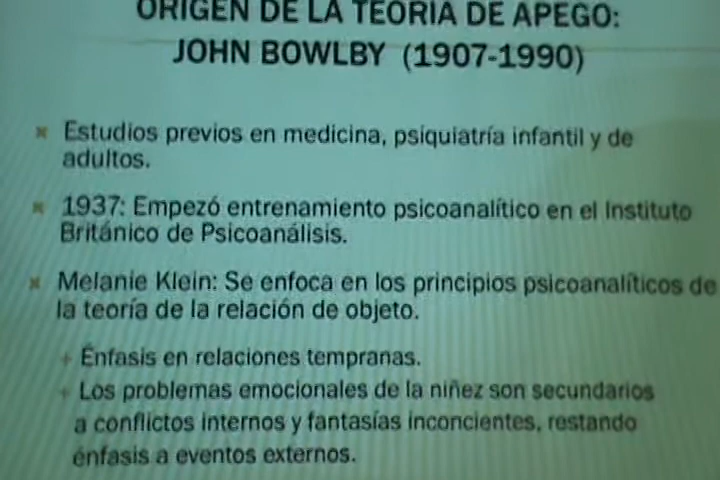 ORIGEN DE LA TEORÍA DE APEGO:
JOHN BOWLBY (1907-1990)
Estudios previos en medicina, psiquiatría infantil y de
adultos.
1937: Empezó entrenamiento psicoanalítico en el Instituto
Británico de Psicoanálisis.
Melanie Klein: Se enfoca en los principios psicoanalíticos de
la teoría de la relación de objeto.
+ Énfasis en relaciones tempranas.
+ Los problemas emocionales de la niñez son secundarios
a conflictos internos y fantasías inconcientes, restando
énfasis a eventos externos.